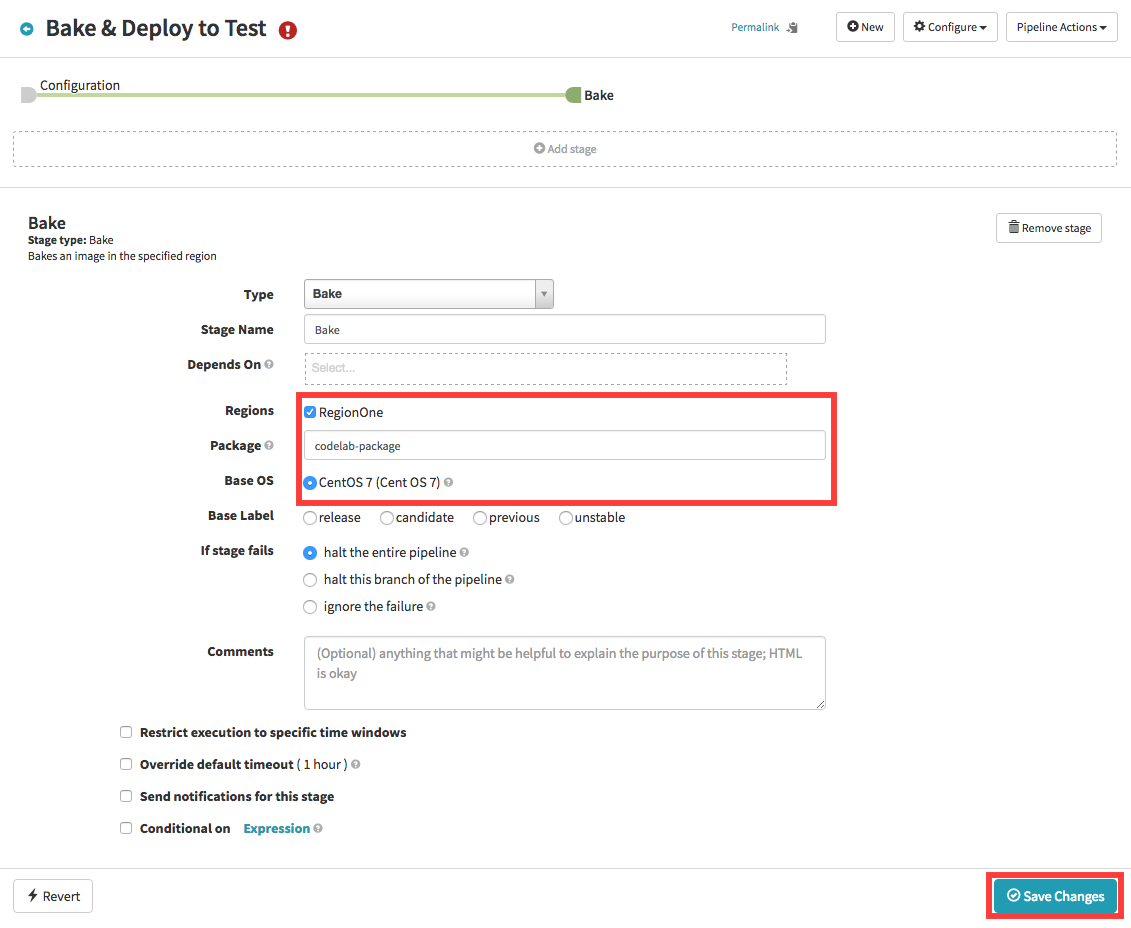 Bake & Deploy to Test
Permalink
New
Configure
Pipeline Actions
Configuration
Bake
Add stage
Bake
Stage type: Bake
Bakes an image in the specified region
Remove stage
Type
Bake
Stage Name
Bake
Depends On
Select...
Regions
RegionOne
Package
codelab-package
Base OS
CentOS 7 (Cent OS 7)
Base Label
release
candidate
previous
unstable
If stage fails
halt the entire pipeline
halt this branch of the pipeline
ignore the failure
Comments
(Optional) anything that might be helpful to explain the purpose of this stage; HTML
is okay
Restrict execution to specific time windows
Override default timeout ( 1 hour )
Send notifications for this stage
Conditional on Expression
Revert
Save Changes